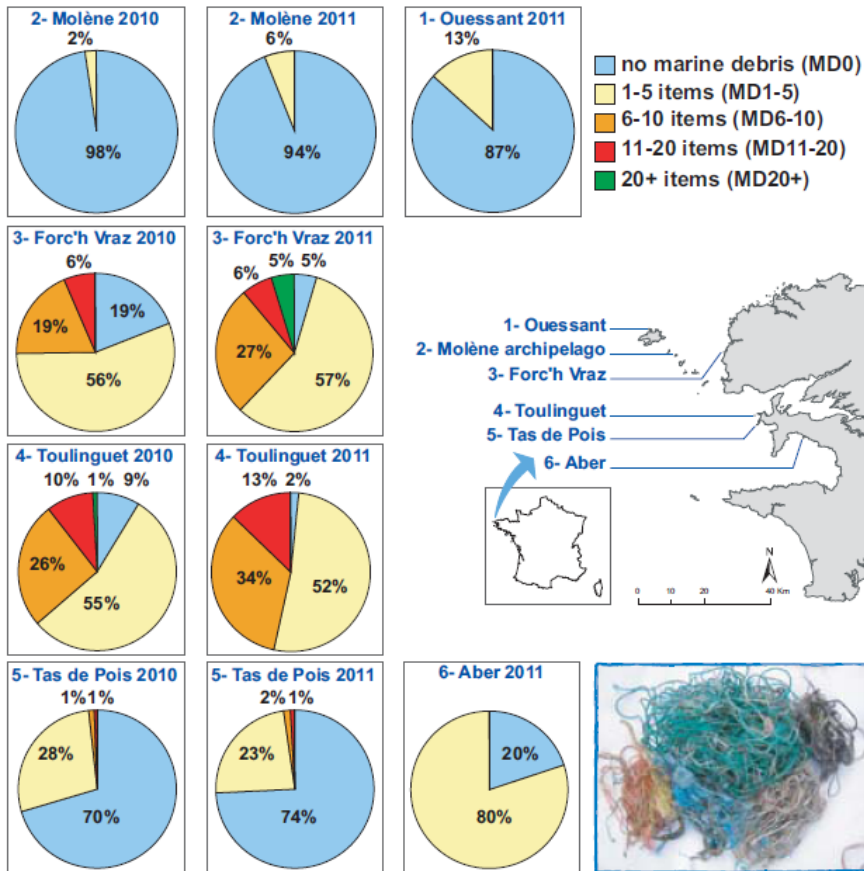 2- Molène 2010
2%
98%
2- Molène 2011
6%
94%
1- Ouessant 2011
13%
87%
no marine debris (MD0)
1-5 items (MD1-5)
6-10 items (MD6-10)
11-20 items (MD11-20)
20+ items (MD20+)
3- Forc'h Vraz 2010
6%
19%
19%
56%
3- Forc'h Vraz 2011
6%
5%
5%
27%
57%
1- Ouessant
2- Molène archipelago
3- Forc'h Vraz
4- Toulinguet
5- Tas de Pois
6- Aber
N
0
20
40 Km
4- Toulinguet 2010
10%
1%
9%
26%
55%
4- Toulinguet 2011
13%
2%
34%
52%
5- Tas de Pois 2010
1%
1%
28%
70%
5- Tas de Pois 2011
2%
1%
23%
74%
6- Aber 2011
20%
80%